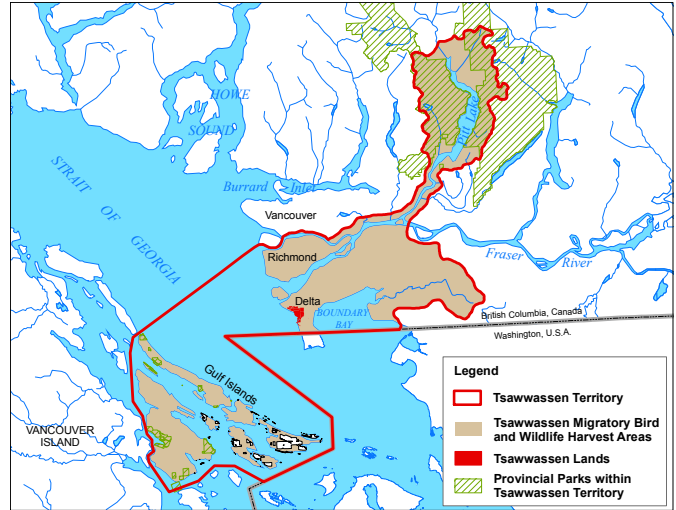 HOWE
SOUND
Pitt Lake
STRAIT OF GEORGIA
Burrard Inlet
Vancouver
Richmond
Fraser River
Delta
BOUNDARY
BAY
British Columbia, Canada
Washington, U.S.A.
Gulf Islands
VANCOUVER
ISLAND
Legend
Tsawwassen Territory
Tsawwassen Migratory Bird
and Wildlife Harvest Areas
Tsawwassen Lands
Provincial Parks within
Tsawwassen Territory